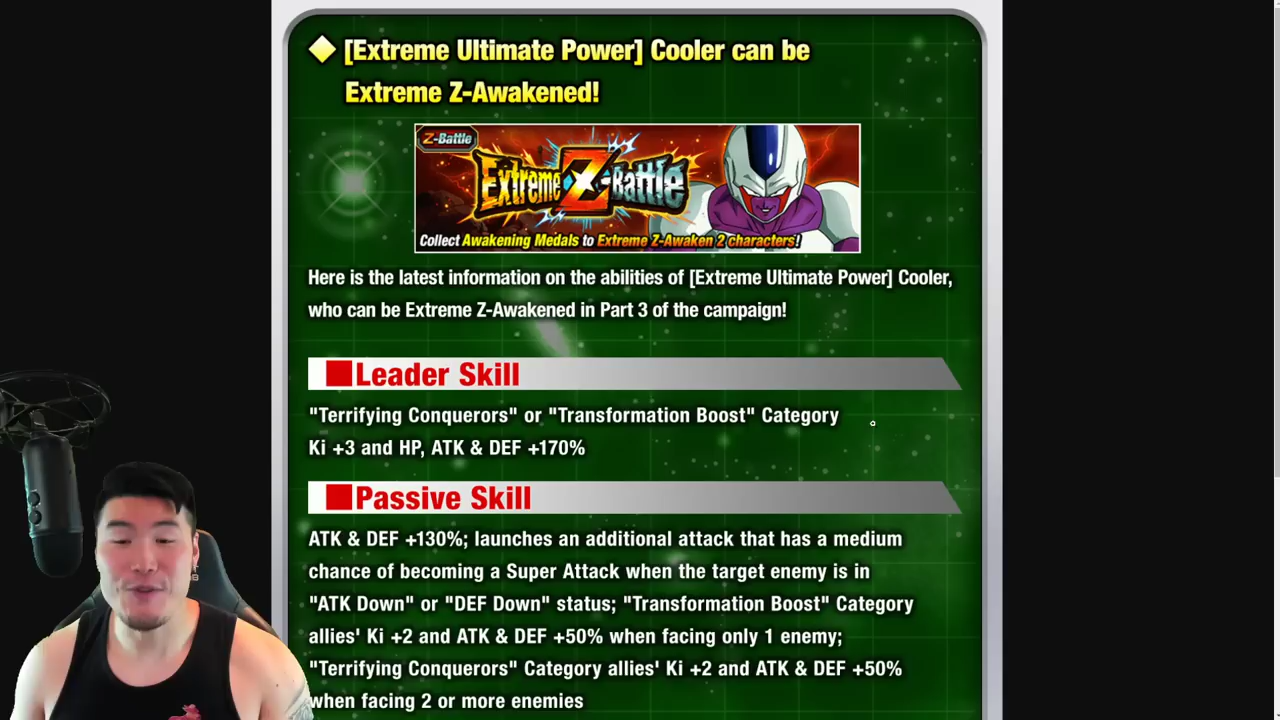 [Extreme Ultimate Power] Cooler can be
Extreme Z-Awakened!
Z-Battle
Extreme Z-Battle
Collect Awakening Medals to Extreme Z-Awaken 2 characters!
Here is the latest information on the abilities of [Extreme Ultimate Power] Cooler,
who can be Extreme Z-Awakened in Part 3 of the campaign!
Leader Skill
"Terrifying Conquerors" or "Transformation Boost" Category
Ki +3 and HP, ATK & DEF +170%
Passive Skill
ATK & DEF +130%; launches an additional attack that has a medium
chance of becoming a Super Attack when the target enemy is in
"ATK Down" or "DEF Down" status; "Transformation Boost" Category
allies' Ki +2 and ATK & DEF +50% when facing only 1 enemy;
"Terrifying Conquerors" Category allies' Ki +2 and ATK & DEF +50%
when facing 2 or more enemies